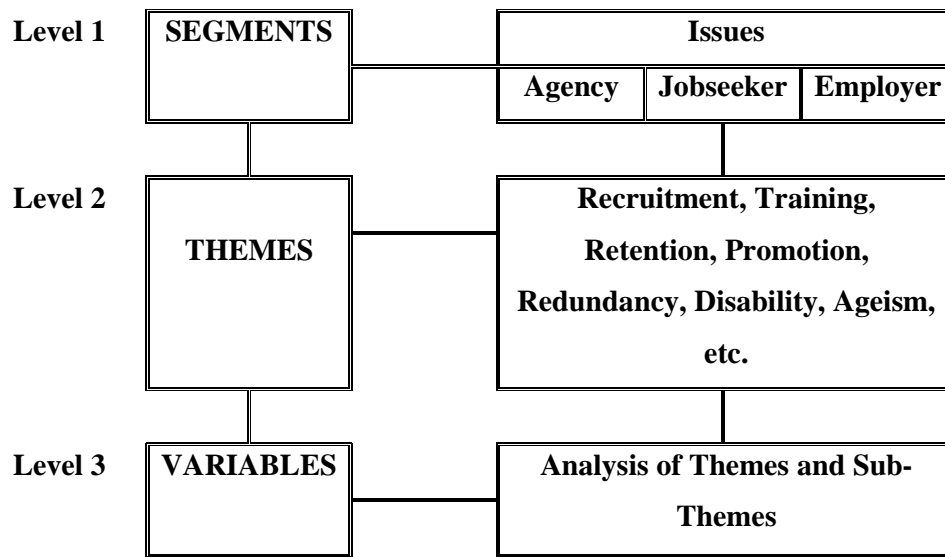 Level 1
SEGMENTS
Issues
Agency
Jobseeker
Employer
Level 2
THEMES
Recruitment, Training,
Retention, Promotion,
Redundancy, Disability, Ageism,
etc.
Level 3
VARIABLES
Analysis of Themes and Sub-
Themes